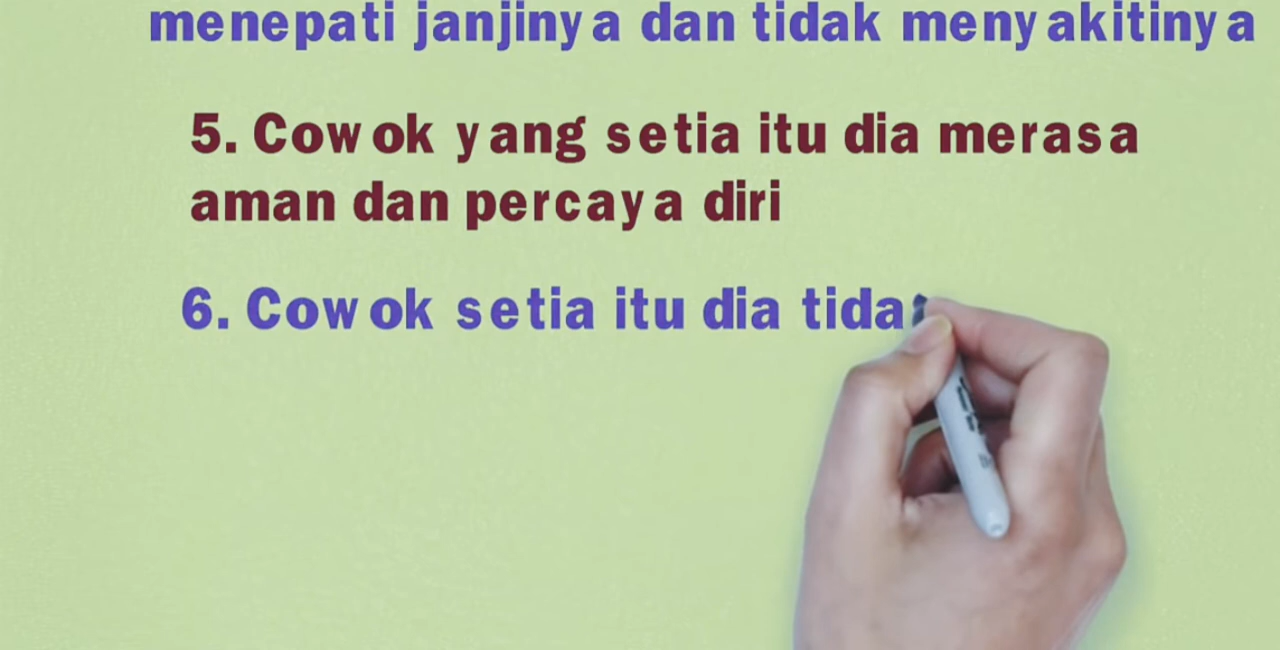 menepati janjinya dan tidak menyakitinya
5. Cowok yang setia itu dia merasa
aman dan percaya diri
6. Cowok setia itu dia tida